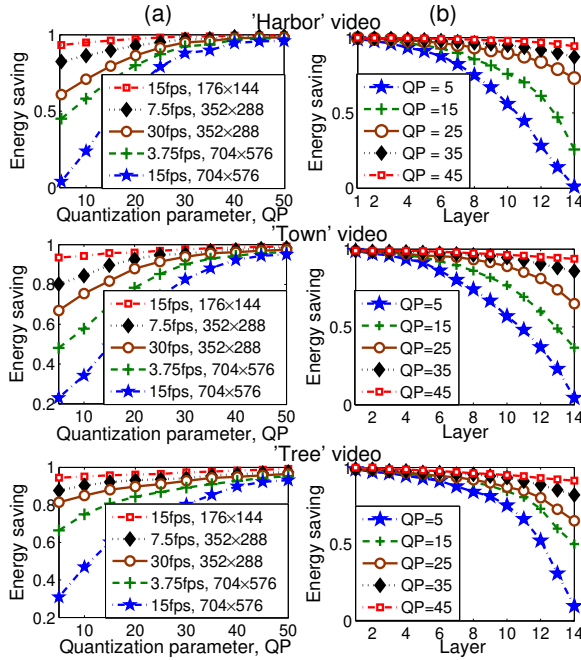 (a)
(b)
'Harbor' video
Energy saving
1
0.5
0
15fps, 176×144
7.5fps, 352×288
30fps, 352×288
3.75fps, 704×576
15fps, 704×576
10 20 30 40 50
Quantization parameter, QP
Energy saving
1
0.5
0
QP = 5
QP = 15
QP = 25
QP = 35
QP = 45
1 2 4 6 8 10 12 14
Layer
'Town' video
Energy saving
1
0.8
0.6
0.4
0.2
15fps, 176×144
7.5fps, 352×288
30fps, 352×288
3.75fps, 704×576
15fps, 704×576
10 20 30 40 50
Quantization parameter, QP
Energy saving
1
0.5
0
QP=5
QP=15
QP=25
QP=35
QP=45
2 4 6 8 10 12 14
Layer
'Tree' video
Energy saving
1
0.8
0.6
0.4
0.2
15fps, 176×144
7.5fps, 352×288
30fps, 352×288
3.75fps, 704×576
15fps, 704×576
10 20 30 40 50
Quantization parameter, QP
Energy saving
1
0.5
0
QP=5
QP=15
QP=25
QP=35
QP=45
2 4 6 8 10 12 14
Layer